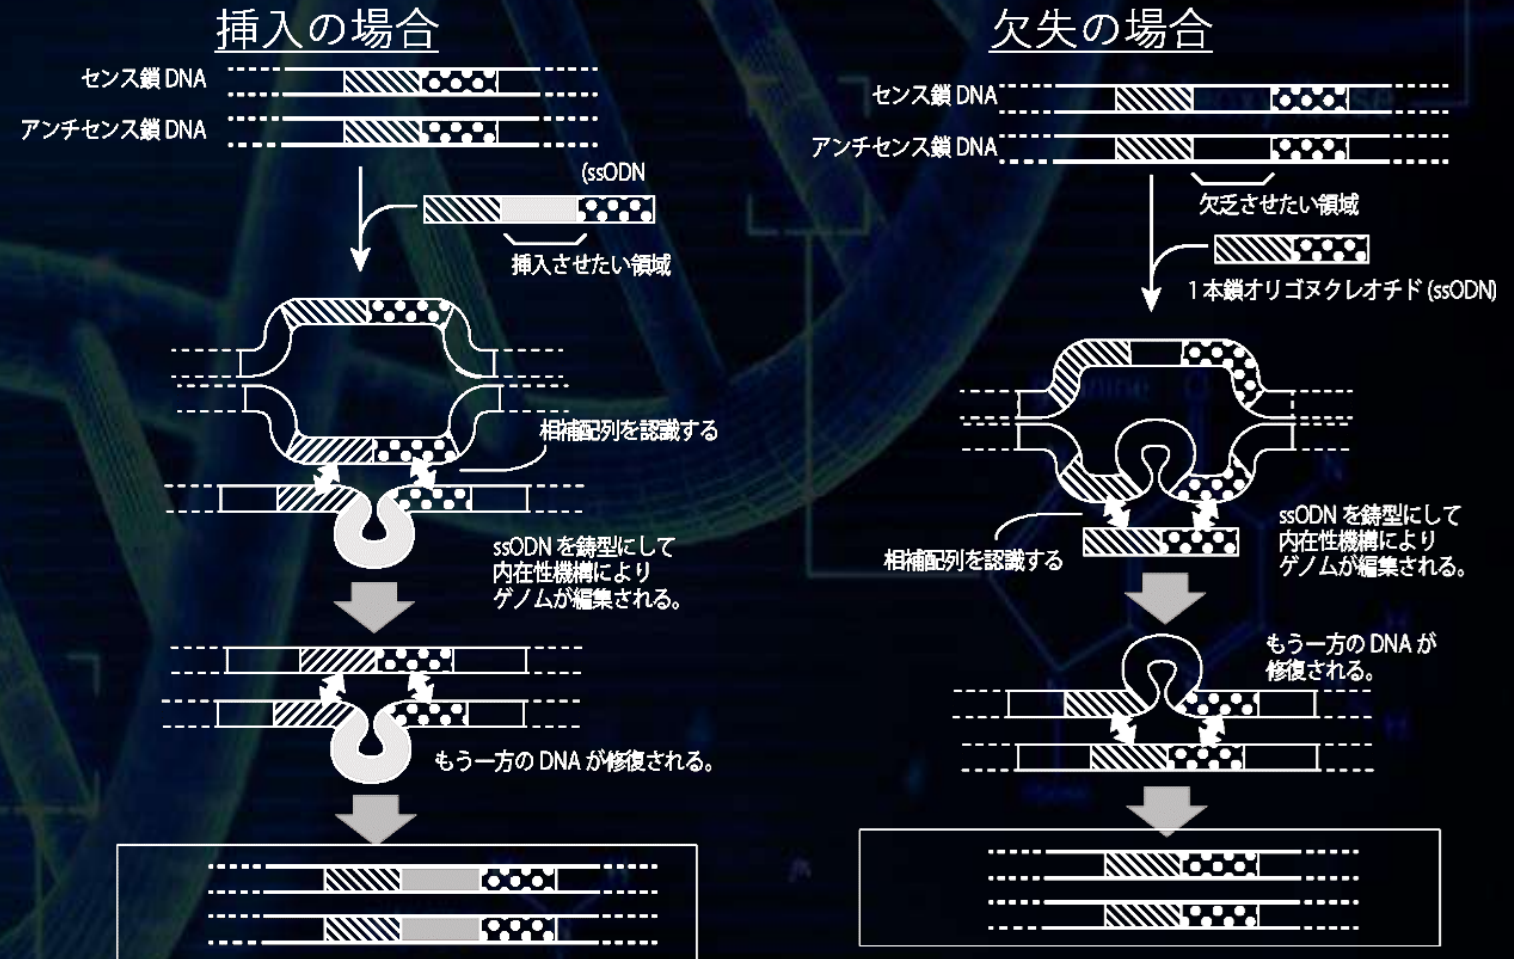 挿入の場合
センス鎖 DNA
アンチセンス鎖 DNA
(ssODN
挿入させたい領域
相補配列を認識する
ssODN を鋳型にして
内在性機構により
ゲノムが編集される。
もう一方の DNA が修復される。
欠失の場合
センス鎖 DNA
アンチセンス鎖 DNA
欠乏させたい領域
1 本鎖オリゴヌクレオチド (ssODN)
相補配列を認識する
ssODN を鋳型にして
内在性機構により
ゲノムが編集される。
もう一方の DNA が
修復される。